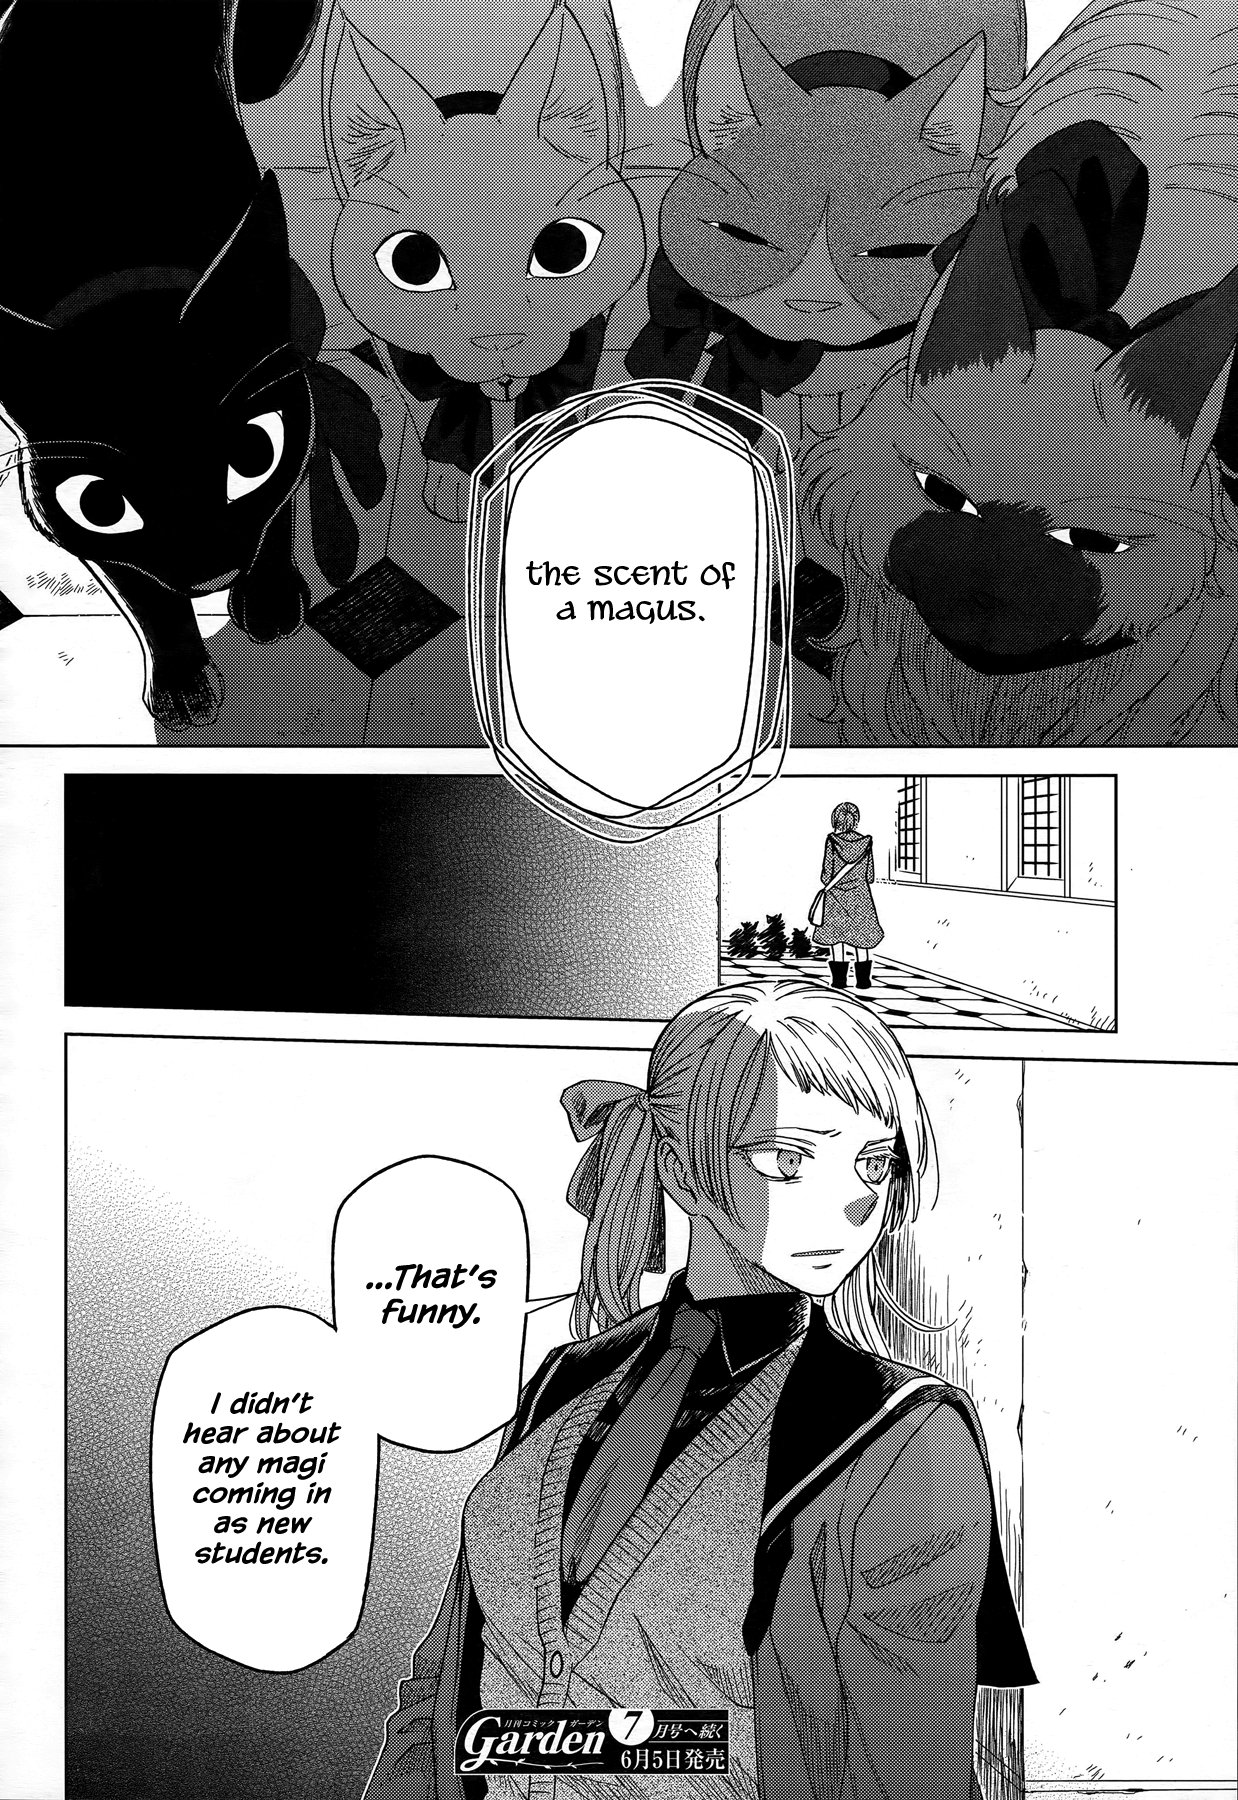 the scent of
a magus.
...That's
funny.
I didn't
hear about
any magi
coming in
as new
students.
月刊コミック ガーデン
Garden
7月号へ続く
6月5日発売